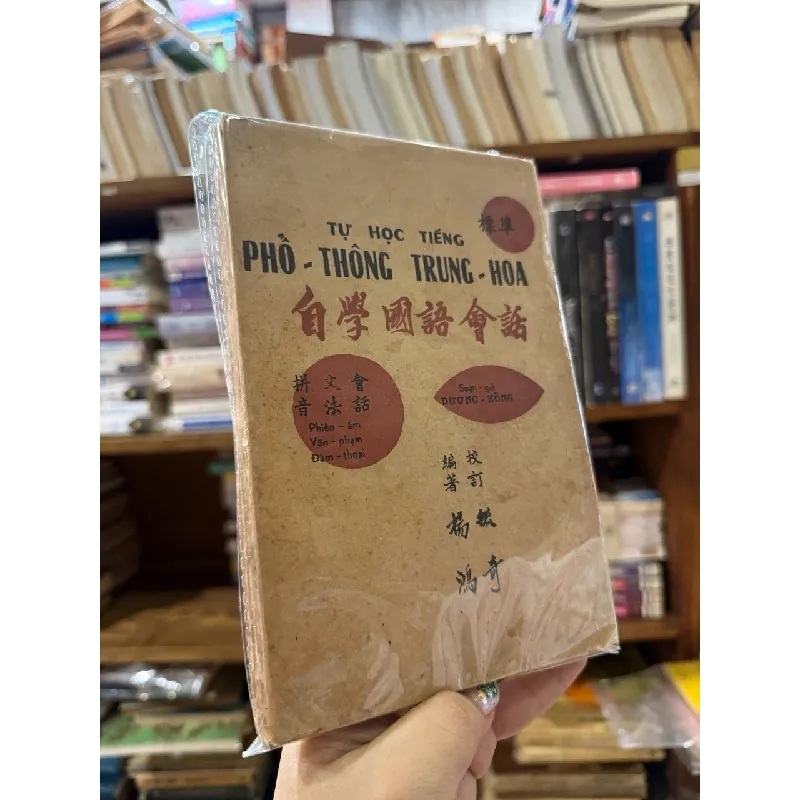 TỰ HỌC TIẾNG
標準
PHỔ - THÔNG TRUNG - HOA
自學國語會話
拼音 文法 會話
Phiên - âm
Văn - phạm
Đàm - thoại
Soạn - giả
DƯƠNG - HỒNG
編著
校訂
楊
鴻
奇